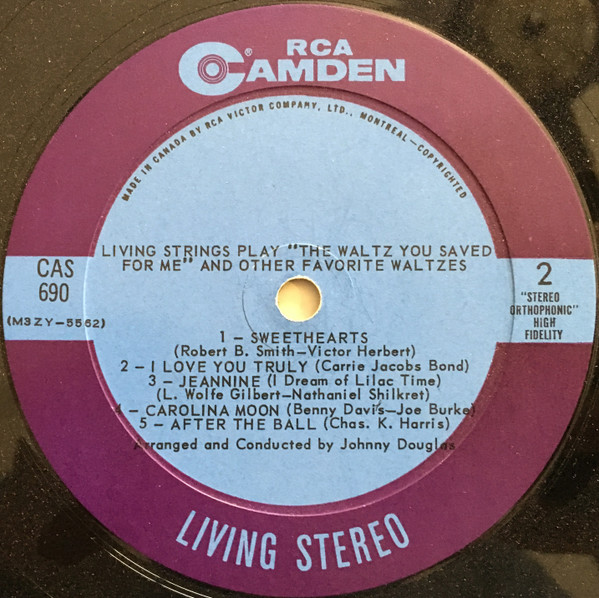 RCA
CAMDEN ®
MADE IN CANADA BY RCA VICTOR COMPANY, LTD., MONTREAL—COPYRIGHTED
LIVING STRINGS PLAY "THE WALTZ YOU SAVED
FOR ME" AND OTHER FAVORITE WALTZES
CAS
690
(M3ZY-5562)
2
"STEREO
ORTHOPHONIC"
HIGH
FIDELITY
1 – SWEETHEARTS
(Robert B. Smith–Victor Herbert)
2 – I LOVE YOU TRULY (Carrie Jacobs Bond)
3 – JEANNINE (I Dream of Lilac Time)
(L. Wolfe Gilbert–Nathaniel Shilkret)
4 – CAROLINA MOON (Benny Davis–Joe Burke)
5 – AFTER THE BALL (Chas. K. Harris)
Arranged and Conducted by Johnny Douglas
LIVING STEREO